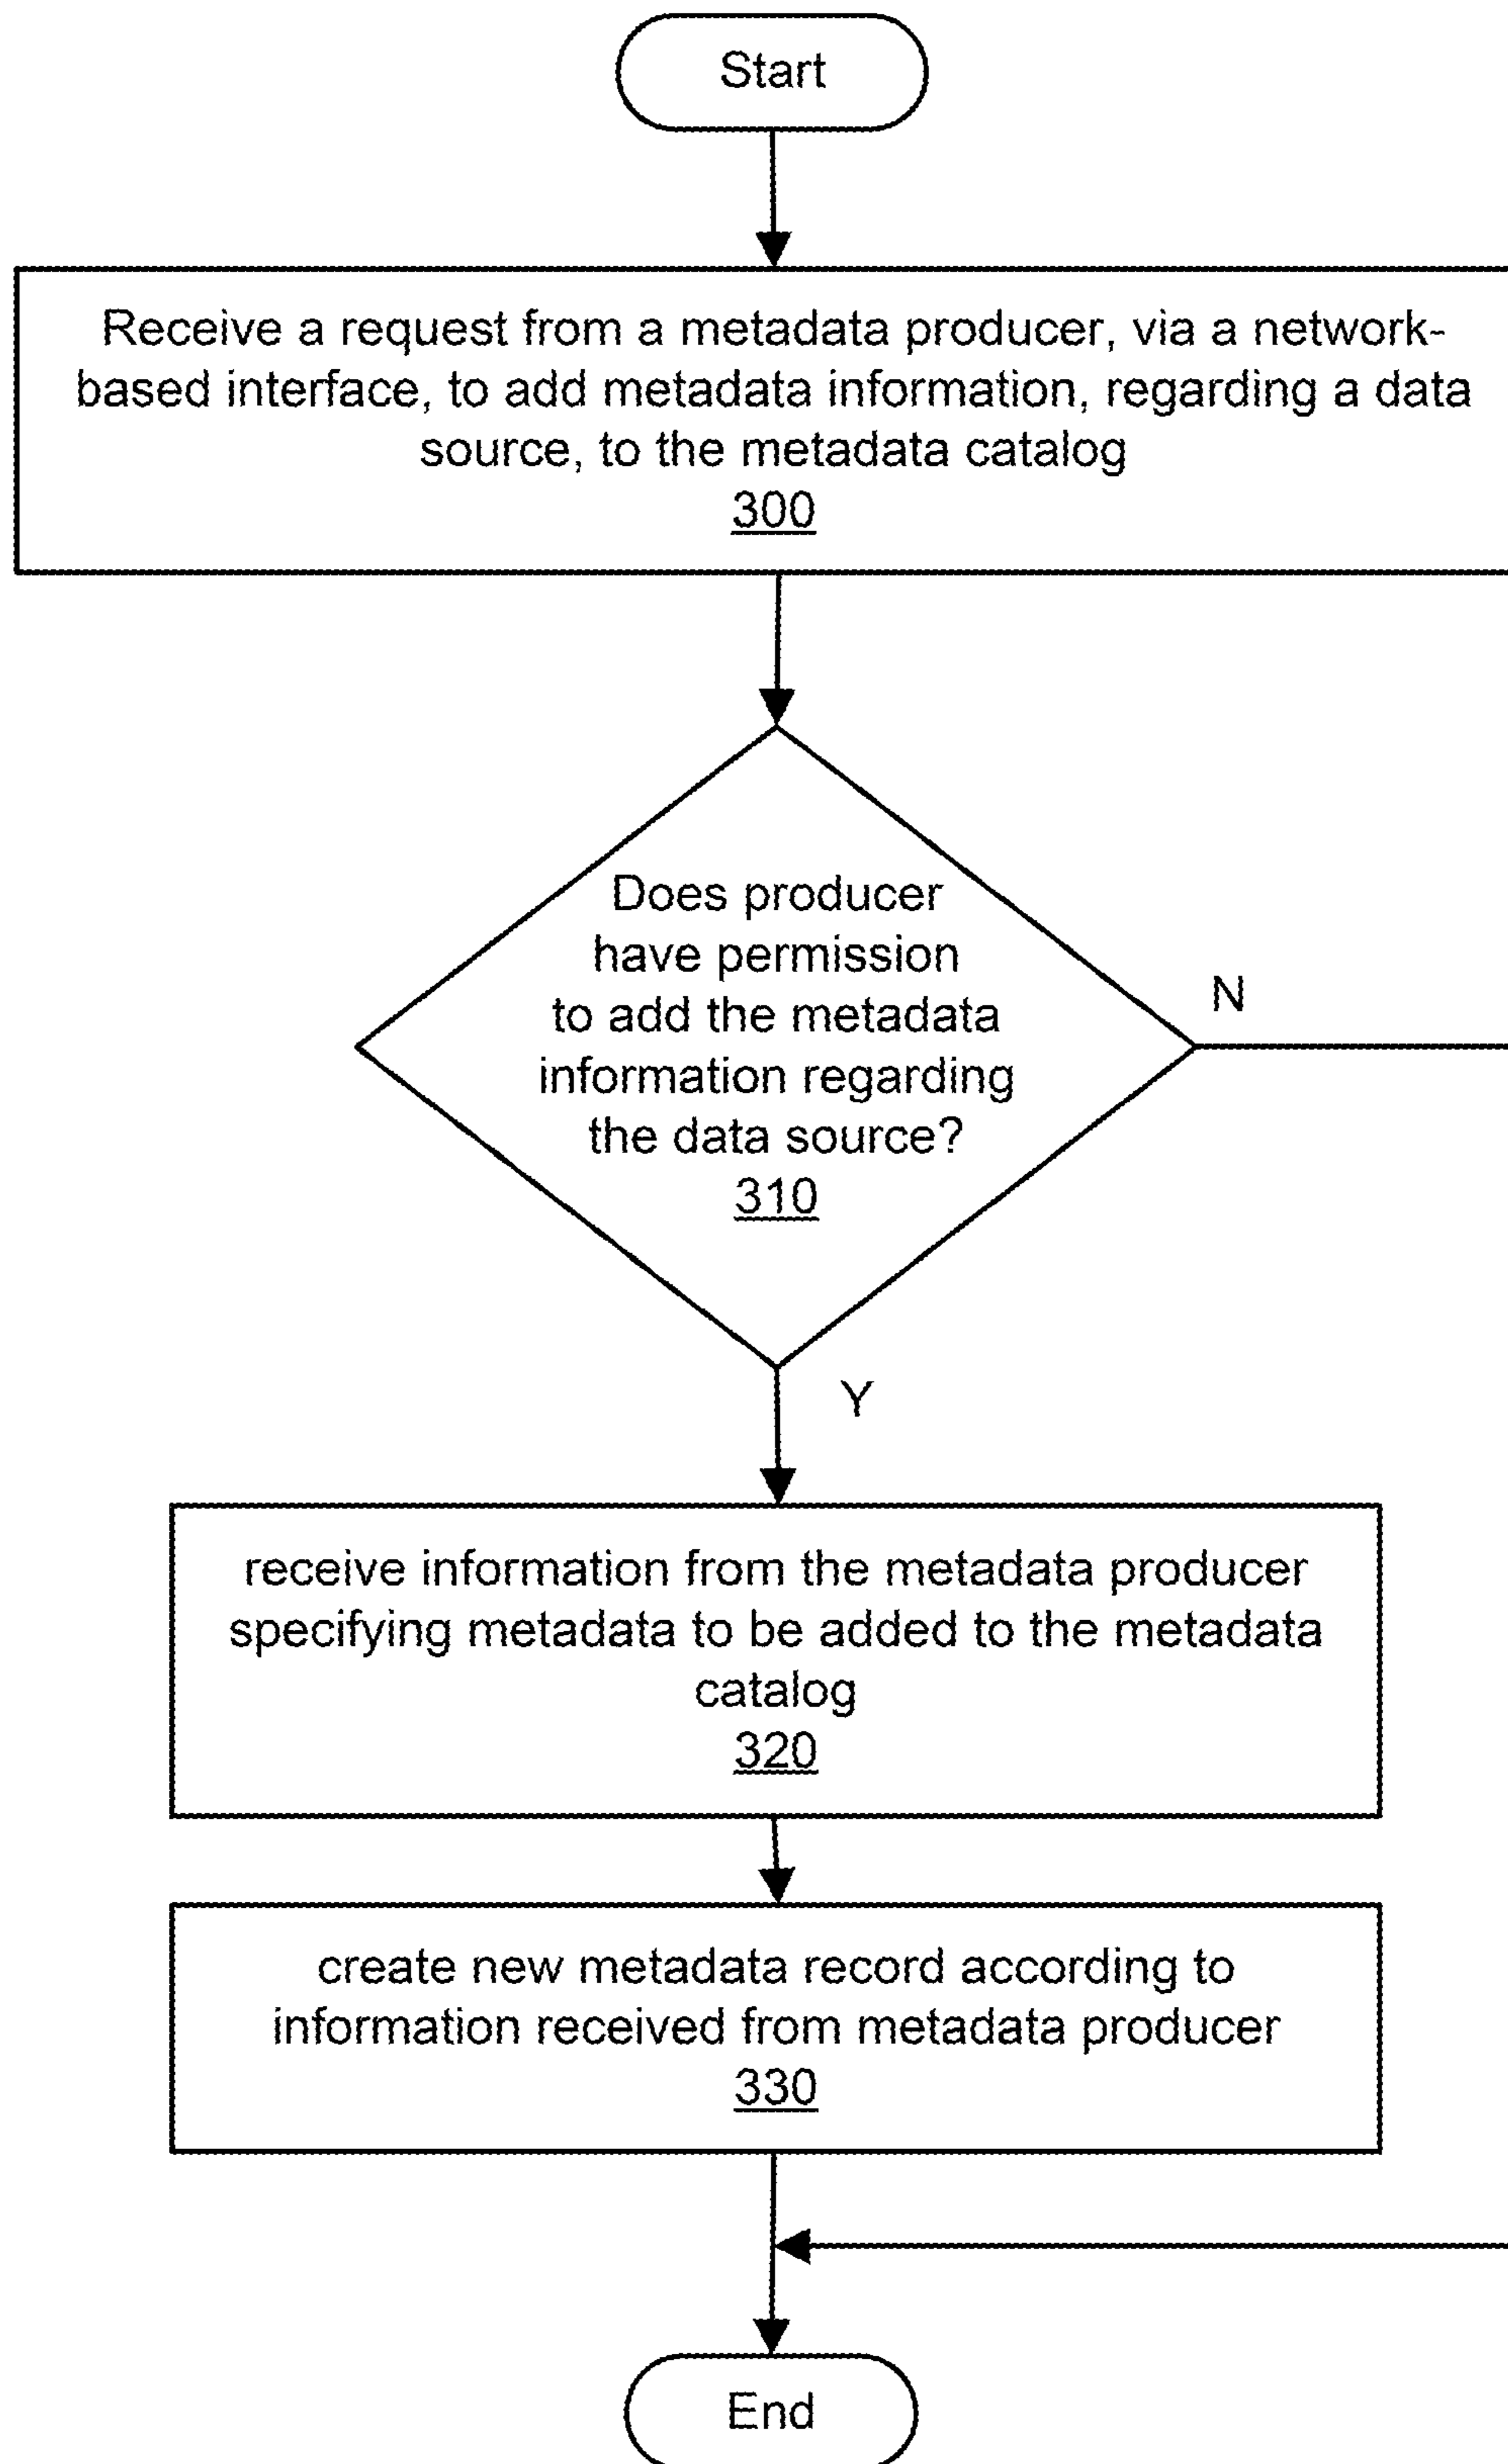 Start
Receive a request from a metadata producer, via a network-
based interface, to add metadata information, regarding a data
source, to the metadata catalog
300
Does producer
have permission
to add the metadata
information regarding
the data source?
310
N
Y
receive information from the metadata producer
specifying metadata to be added to the metadata
catalog
320
create new metadata record according to
information received from metadata producer
330
End